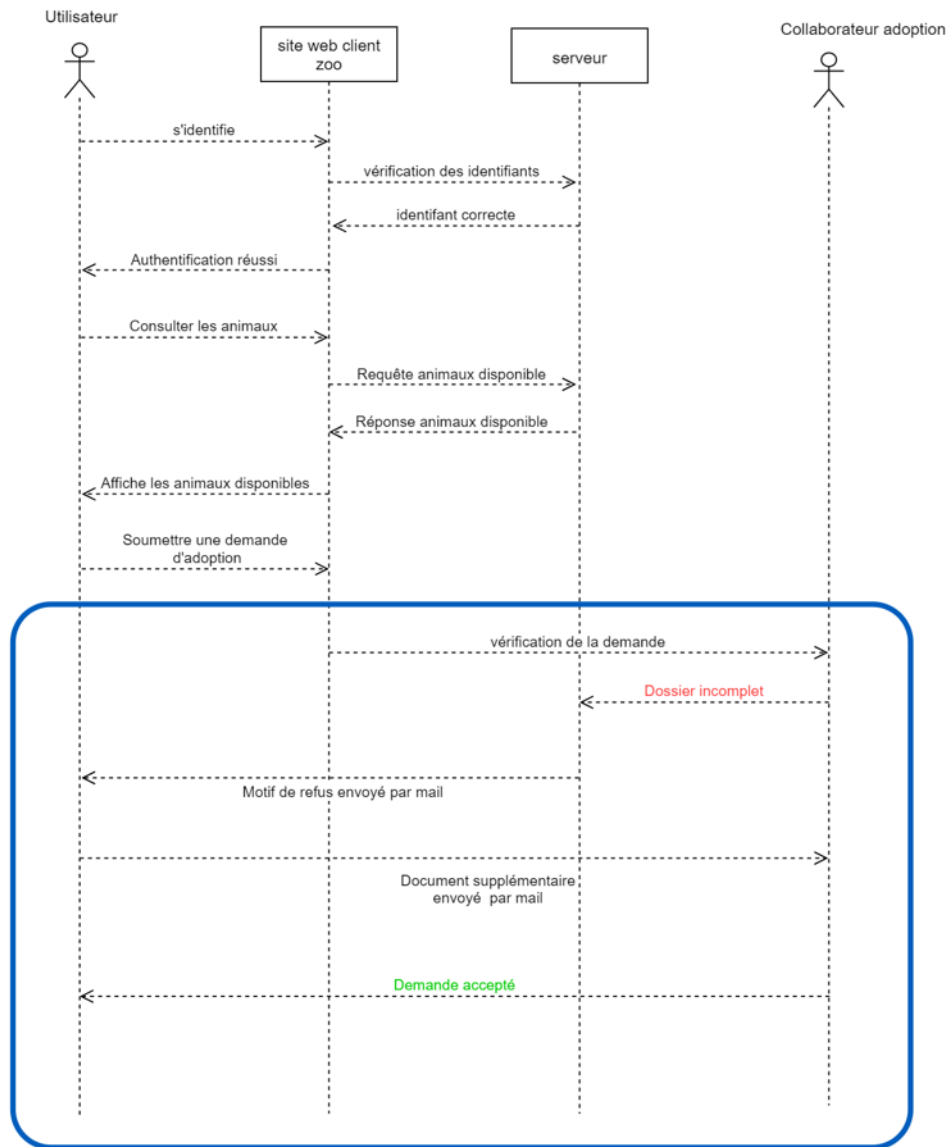 Utilisateur
site web client
zoo
serveur
Collaborateur adoption
s'identifie
vérification des identifiants
identifant correcte
Authentification réussi
Consulter les animaux
Requête animaux disponible
Réponse animaux disponible
Affiche les animaux disponibles
Soumettre une demande
d'adoption
vérification de la demande
Dossier incomplet
Motif de refus envoyé par mail
Document supplémentaire
envoyé par mail
Demande accepté